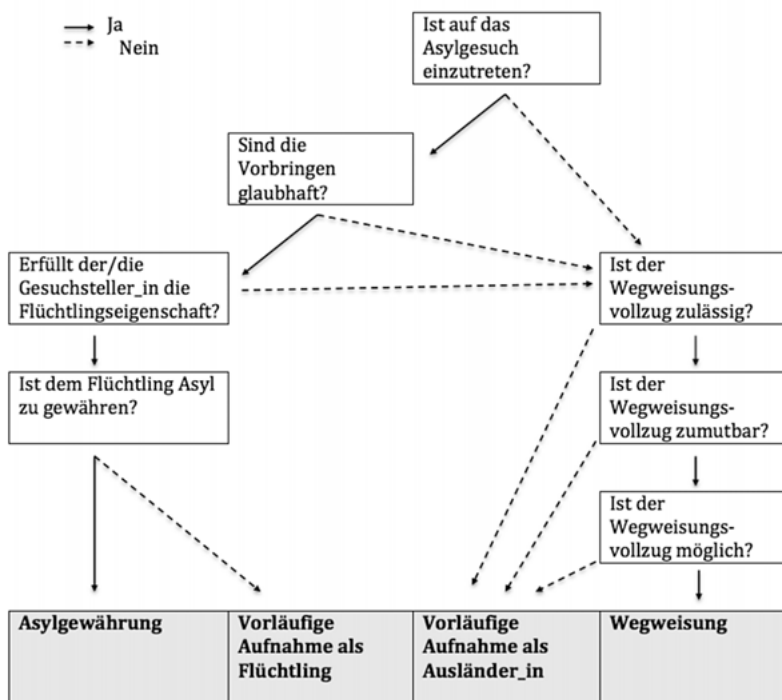 Ja
Nein
Ist auf das
Asylgesuch
einzutreten?
Sind die
Vorbringen
glaubhaft?
Erfüllt der/die
Gesuchsteller_in die
Flüchtlingseigenschaft?
Ist der
Wegweisungs-
vollzug zulässig?
Ist dem Flüchtling Asyl
zu gewähren?
Ist der
Wegweisungs-
vollzug zumutbar?
Ist der
Wegweisungs-
vollzug möglich?
Asylgewährung
Vorläufige
Aufnahme als
Flüchtling
Vorläufige
Aufnahme als
Ausländer_in
Wegweisung